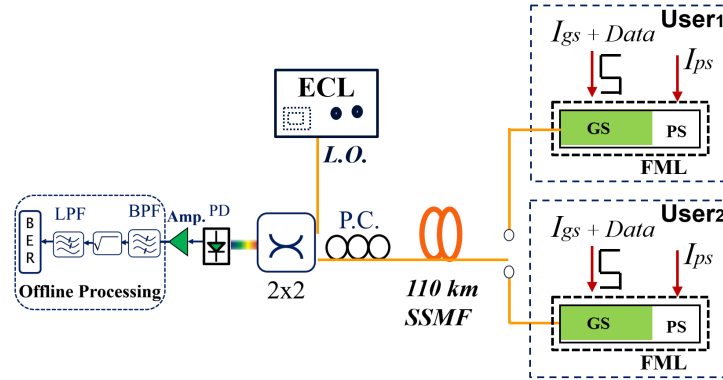 User1
Igs + Data
Ips
GS
PS
FML
ECL
L.O.
P.C.
110 km
SSMF
2x2
PD
Amp.
BPF
LPF
B
E
R
Offline Processing
User2
Igs + Data
Ips
GS
PS
FML